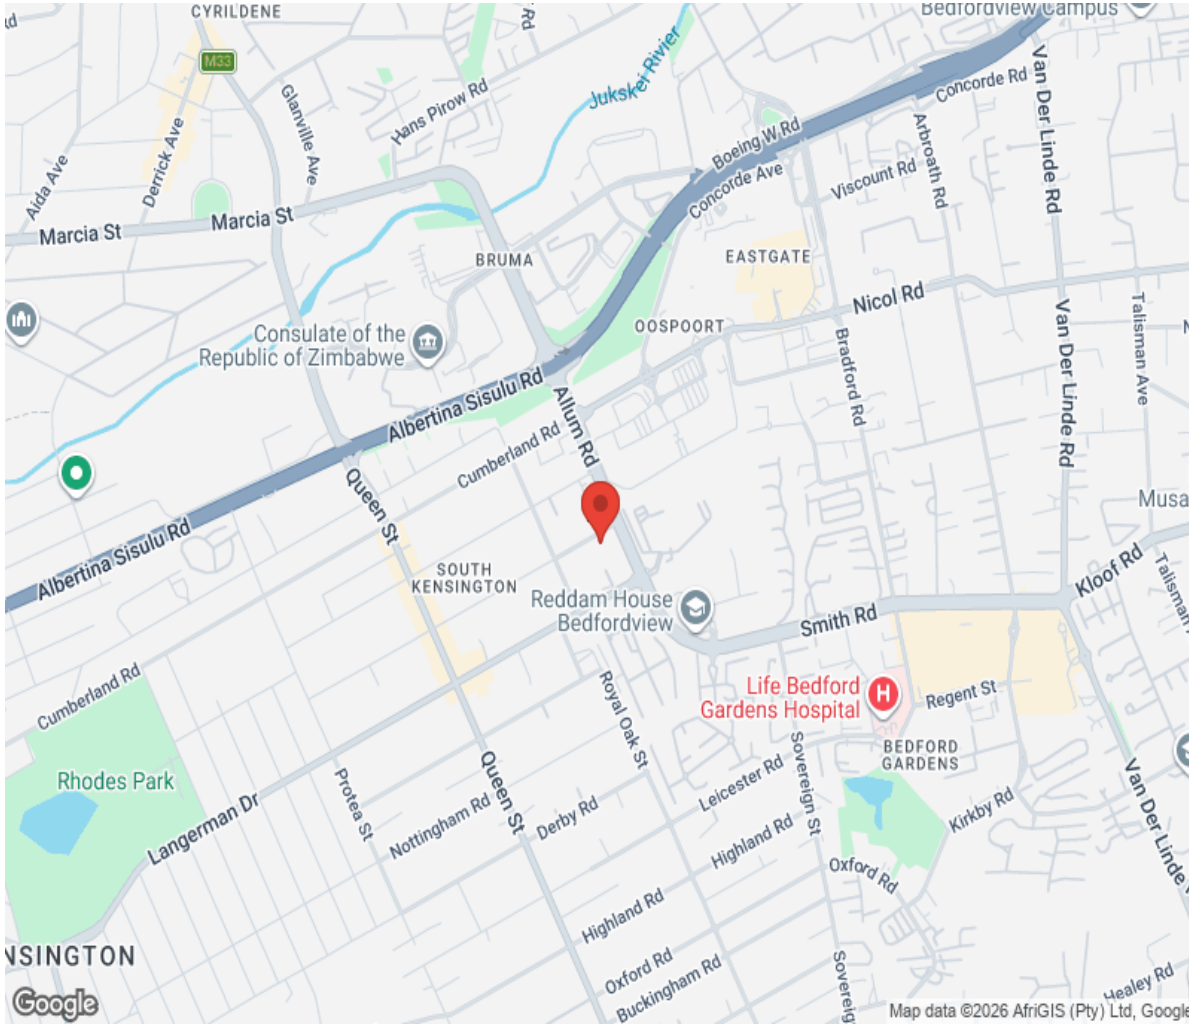 CYRILDENE
Bedfordview Campus
Rd
M33
Jukskei Rivier
Concorde Rd
Van Der Linde Rd
Glanville Ave
Hans Pirow Rd
Boeing W Rd
Arbroath Rd
Derrick Ave
Aida Ave
Concorde Ave
Viscount Rd
Marcia St
Marcia St
BRUMA
EASTGATE
Nicol Rd
Talisman Ave
Consulate of the
Republic of Zimbabwe
OOSPOORT
Bradford Rd
Van Der Linde Rd
Albertina Sisulu Rd
Allum Rd
Cumberland Rd
Queen St
Musa
Albertina Sisulu Rd
SOUTH
KENSINGTON
Kloof Rd
Talisman
Reddam House
Bedfordview
Smith Rd
Cumberland Rd
Royal Oak St
Life Bedford
Gardens Hospital
H
Regent St
BEDFORD
GARDENS
Rhodes Park
Queen St
Sovereign St
Leicester Rd
Van Der Linde
Protea St
Langerman Dr
Nottingham Rd
Derby Rd
Highland Rd
Kirkby Rd
Oxford Rd
Highland Rd
NSINGTON
Oxford Rd
Buckingham Rd
Sovereig
Healey Rd
Google
Map data ©2026 AfriGIS (Pty) Ltd, Google